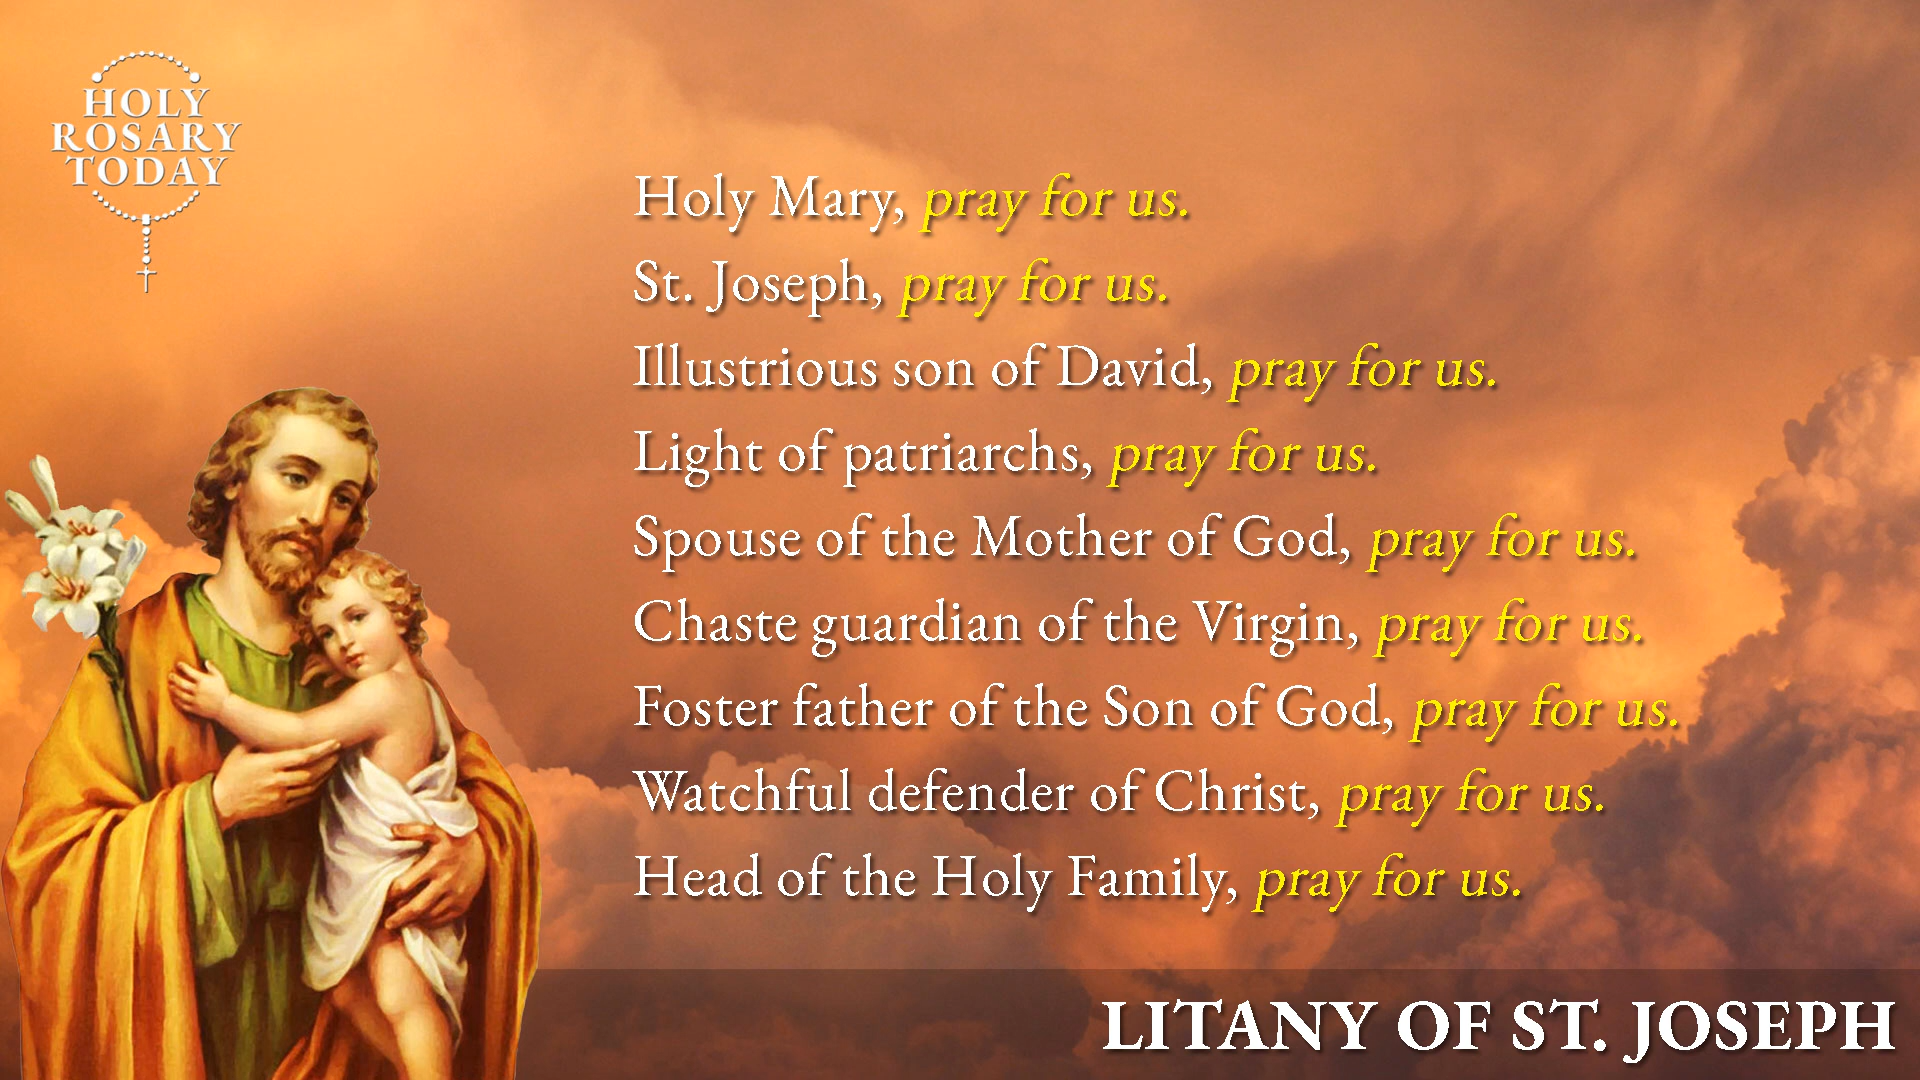 HOLY
ROSARY
TODAY
Holy Mary, pray for us.
St. Joseph, pray for us.
Illustrious son of David, pray for us.
Light of patriarchs, pray for us.
Spouse of the Mother of God, pray for us.
Chaste guardian of the Virgin, pray for us.
Foster father of the Son of God, pray for us.
Watchful defender of Christ, pray for us.
Head of the Holy Family, pray for us.
LITANY OF ST. JOSEPH